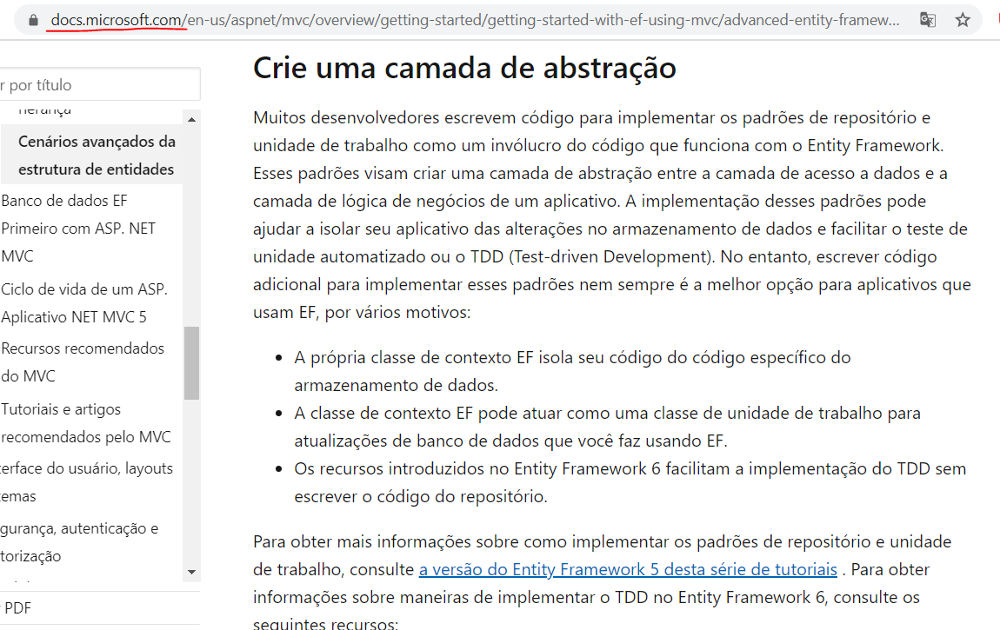 docs.microsoft.com/en-us/aspnet/mvc/overview/getting-started/getting-started-with-ef-using-mvc/advanced-entity-framew...
r por título
herança
Cenários avançados da
estrutura de entidades
Banco de dados EF
Primeiro com ASP. NET
MVC
Ciclo de vida de um ASP.
Aplicativo NET MVC 5
Recursos recomendados
do MVC
Tutoriais e artigos
recomendados pelo MVC
terface do usuário, layouts
temas
gurança, autenticação e
torização
PDF
Crie uma camada de abstração
Muitos desenvolvedores escrevem código para implementar os padrões de repositório e
unidade de trabalho como um invólucro do código que funciona com o Entity Framework.
Esses padrões visam criar uma camada de abstração entre a camada de acesso a dados e a
camada de lógica de negócios de um aplicativo. A implementação desses padrões pode
ajudar a isolar seu aplicativo das alterações no armazenamento de dados e facilitar o teste de
unidade automatizado ou o TDD (Test-driven Development). No entanto, escrever código
adicional para implementar esses padrões nem sempre é a melhor opção para aplicativos que
usam EF, por vários motivos:
• A própria classe de contexto EF isola seu código do código específico do
armazenamento de dados.
• A classe de contexto EF pode atuar como uma classe de unidade de trabalho para
atualizações de banco de dados que você faz usando EF.
• Os recursos introduzidos no Entity Framework 6 facilitam a implementação do TDD sem
escrever o código do repositório.
Para obter mais informações sobre como implementar os padrões de repositório e unidade
de trabalho, consulte a versão do Entity Framework 5 desta série de tutoriais . Para obter
informações sobre maneiras de implementar o TDD no Entity Framework 6, consulte os
seguintes recursos: